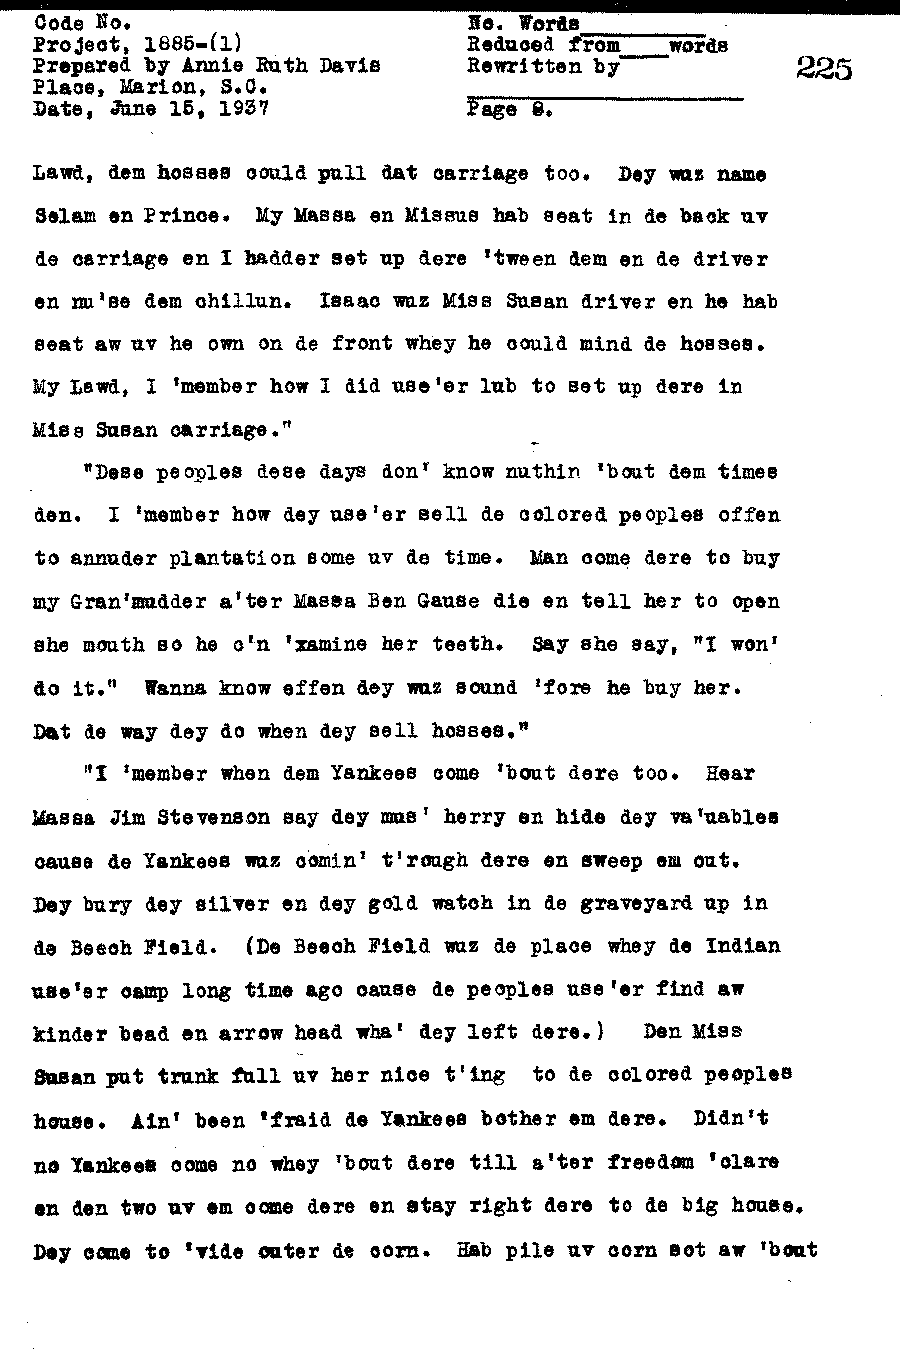 Code No.
No. Words
Project, 1885-(1)
Reduced from words
Prepared by Annie Ruth Davis
Rewritten by
225
Place, Marion, S.C.
Date, June 15, 1937
Page 8.
Lawd, dem hosses could pull dat carriage too. Dey wuz name
Selam en Prince. My Massa en Missus hab seat in de back uv
de carriage en I hadder set up dere 'tween dem en de driver
en nu'se dem chillun. Isaac wuz Miss Susan driver en he hab
seat aw uv he own on de front whey he could mind de hosses.
My Lawd, I 'member how I did use'er lub to set up dere in
Miss Susan carriage."
"Dese peoples dese days don' know nuthin 'bout dem times
den. I 'member how dey use'er sell de colored peoples offen
to annuder plantation some uv de time. Man come dere to buy
my Gran'mudder a'ter Massa Ben Gause die en tell her to open
she mouth so he c'n 'xamine her teeth. Say she say, "I won'
do it." Wanna know effen dey wuz sound 'fore he buy her.
Dat de way dey do when dey sell hosses."
"I 'member when dem Yankees come 'bout dere too. Hear
Massa Jim Stevenson say dey mus' herry en hide dey va'uables
cause de Yankees wuz comin' t'rough dere en sweep em out.
Dey bury dey silver en dey gold watch in de graveyard up in
de Beech Field. (De Beech Field wuz de place whey de Indian
use'er camp long time ago cause de peoples use'er find aw
kinder bead en arrow head wha' dey left dere.) Den Miss
Susan put trunk full uv her nice t'ing to de colored peoples
house. Ain' been 'fraid de Yankees bother em dere. Didn't
no Yankees come no whey 'bout dere till a'ter freedom 'clare
en den two uv em come dere en stay right dere to de big house.
Dey come to 'vide outer de corn. Hab pile uv corn sot aw 'bout